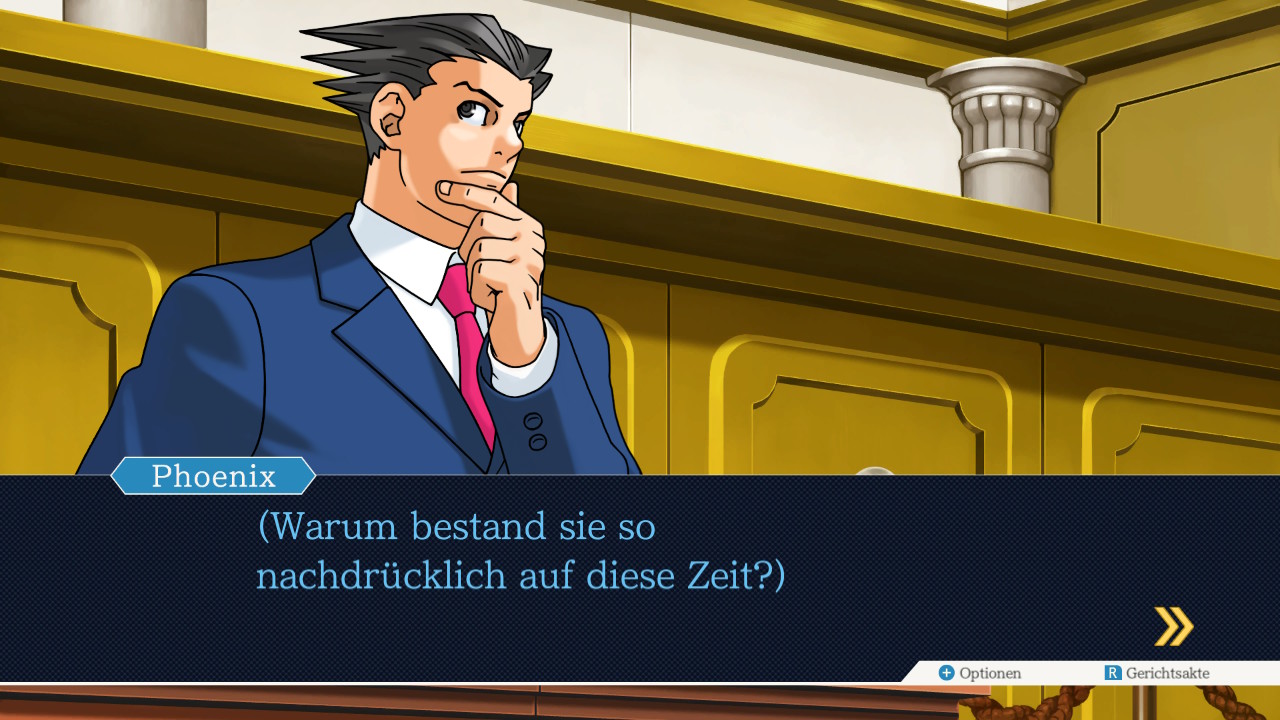 Phoenix
(Warum bestand sie so
nachdrücklich auf diese Zeit?)
+ Optionen
R Gerichtsakte